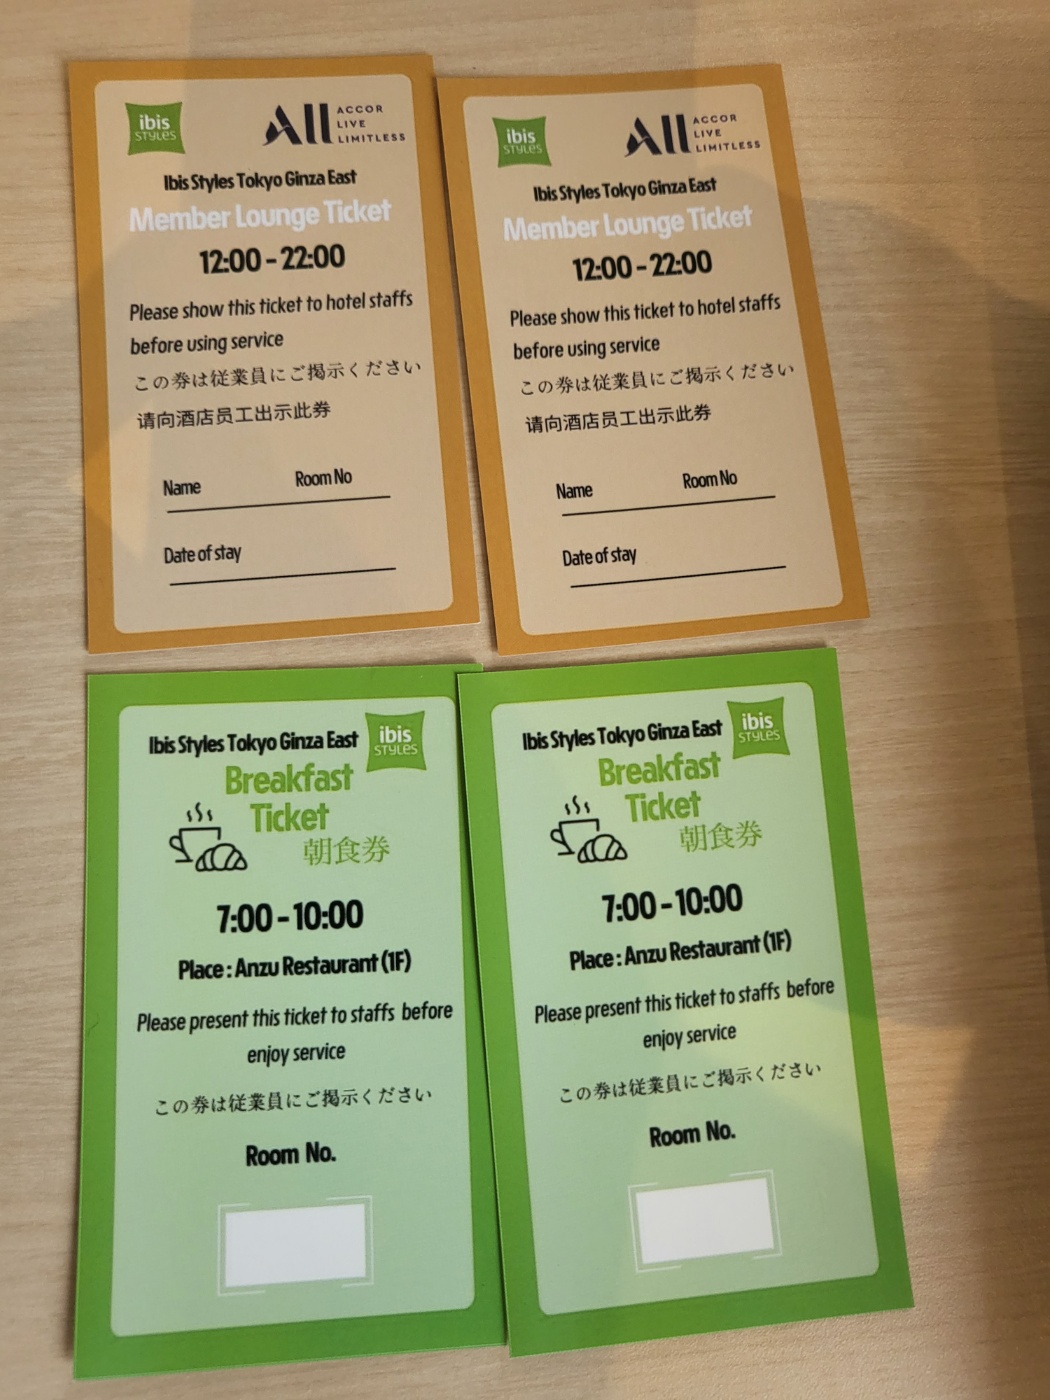 ibis
STYLES
All ACCOR
LIVE
LIMITLESS
Ibis Styles Tokyo Ginza East
Member Lounge Ticket
12:00 - 22:00
Please show this ticket to hotel staffs
before using service
この券は従業員にご掲示ください
请向酒店员工出示此券
Name Room No
Date of stay
ibis
STYLES
All ACCOR
LIVE
LIMITLESS
Ibis Styles Tokyo Ginza East
Member Lounge Ticket
12:00 - 22:00
Please show this ticket to hotel staffs
before using service
この券は従業員にご掲示ください
请向酒店员工出示此券
Name Room No
Date of stay
Ibis Styles Tokyo Ginza East
ibis
STYLES
Breakfast
Ticket
朝食券
7:00 - 10:00
Place : Anzu Restaurant (1F)
Please present this ticket to staffs before
enjoy service
この券は従業員にご掲示ください
Room No.
Ibis Styles Tokyo Ginza East
ibis
STYLES
Breakfast
Ticket
朝食券
7:00 - 10:00
Place : Anzu Restaurant (1F)
Please present this ticket to staffs before
enjoy service
この券は従業員にご掲示ください
Room No.